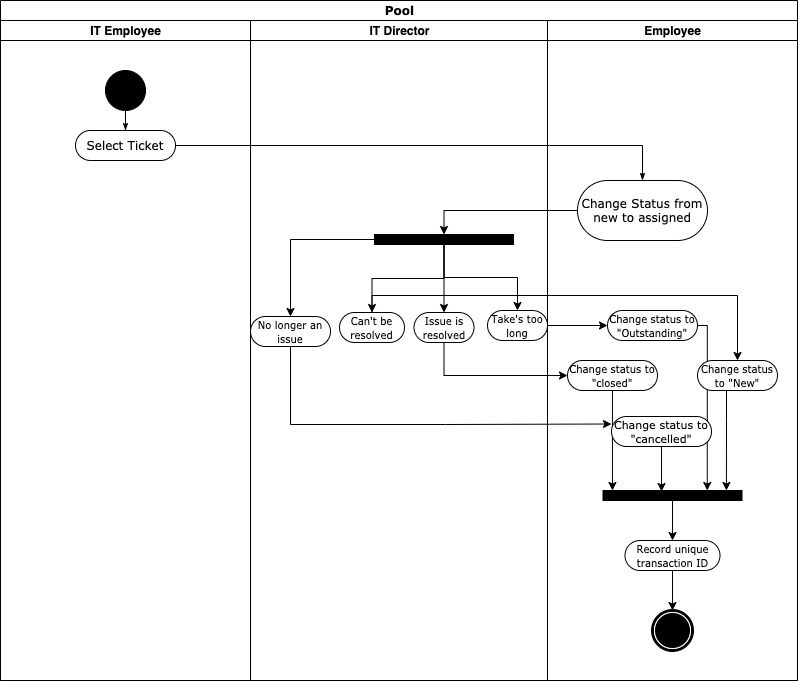 Pool
IT Employee
IT Director
Employee
Select Ticket
Change Status from
new to assigned
No longer an
issue
Can't be
resolved
Issue is
resolved
Take's too
long
Change status to
"Outstanding"
Change status to
"closed"
Change status
to "New"
Change status to
"cancelled"
Record unique
transaction ID